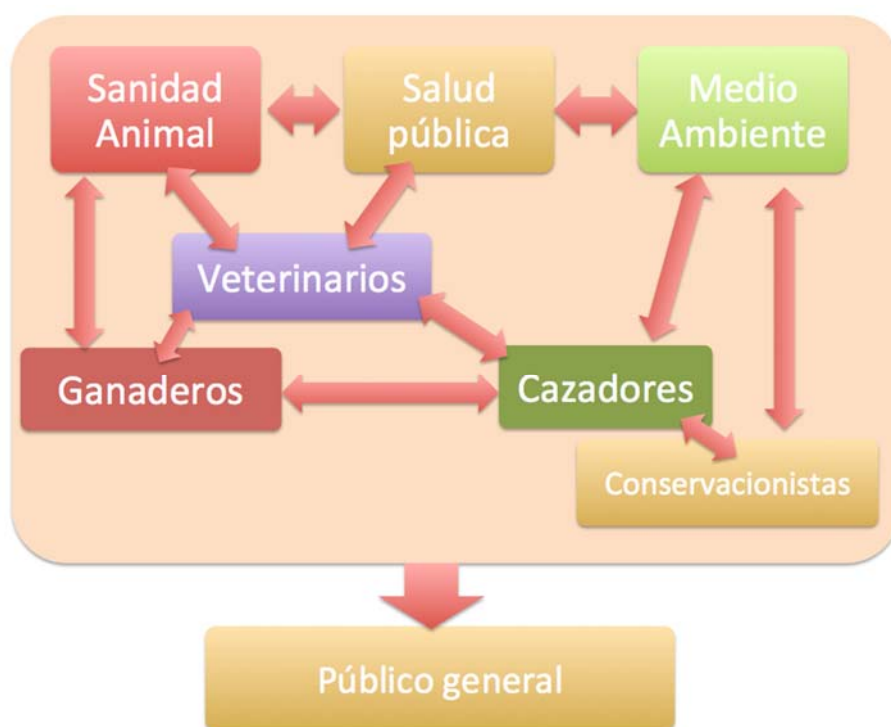 Sanidad
Animal
Salud
pública
Medio
Ambiente
Veterinarios
Ganaderos
Cazadores
Conservacionistas
Público general